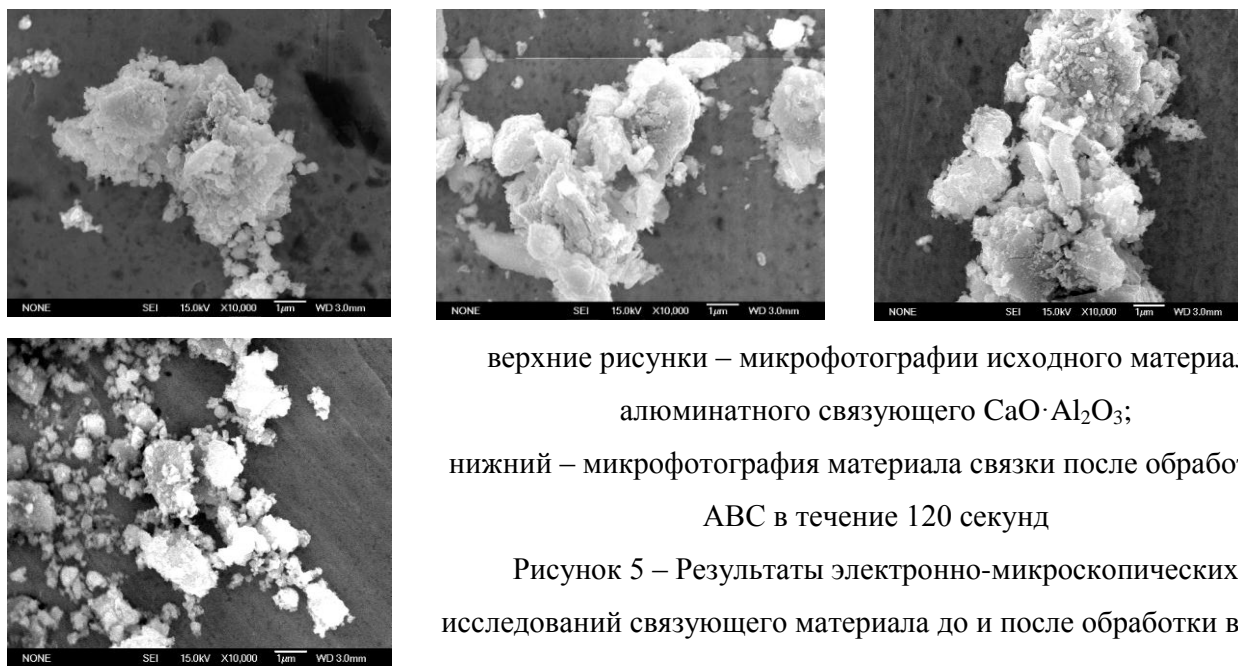 NONE SEI 15.0kV X10,000 1µm WD 3.0mm
NONE SEI 15.0kV X10,000 1µm WD 3.0mm
NONE SEI 15.0kV X10,000 1µm WD 3.0mm
верхние рисунки – микрофотографии исходного материал
алюминатного связующего CaO·Al₂O₃;
нижний – микрофотография материала связки после обработ
АВС в течение 120 секунд
Рисунок 5 – Результаты электронно-микроскопических
исследований связующего материала до и после обработки в
NONE SEI 15.0kV X10,000 1µm WD 3.0mm